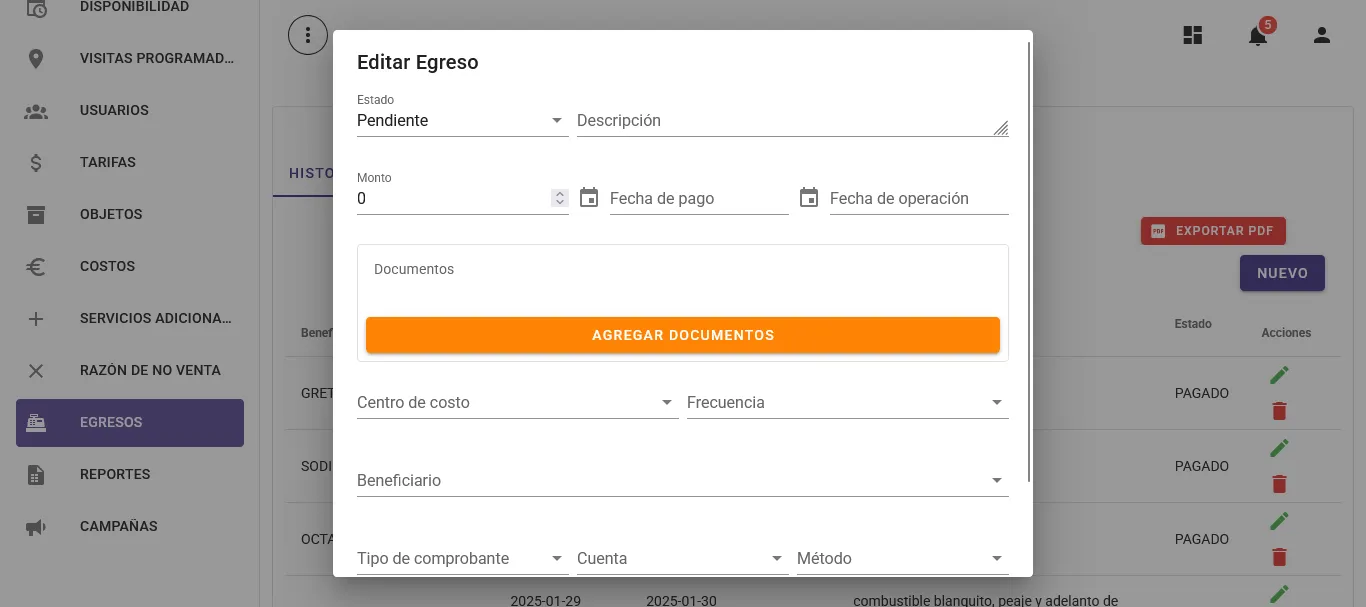 DISPONIBILIDAD
VISITAS PROGRAMAD...
USUARIOS
TARIFAS
OBJETOS
COSTOS
SERVICIOS ADICIONA...
RAZÓN DE NO VENTA
EGRESOS
REPORTES
CAMPAÑAS
5
HISTO
PDF EXPORTAR PDF
NUEVO
Benef
Estado
Acciones
GRET
PAGADO
SODI
PAGADO
OCTA
PAGADO
2025-01-29
2025-01-30
combustible blanquito, peaje y adelanto de
Editar Egreso
Estado
Pendiente
Descripción
Monto
0
Fecha de pago
Fecha de operación
Documentos
AGREGAR DOCUMENTOS
Centro de costo
Frecuencia
Beneficiario
Tipo de comprobante
Cuenta
Método